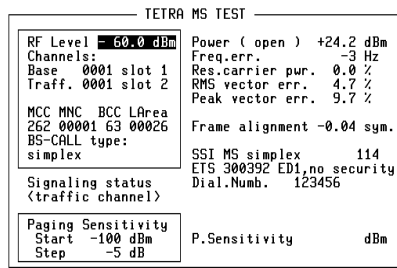 TETRA MS TEST
RF Level - 60.0 dBm
Channels:
Base 0001 slot 1
Traff. 0001 slot 2
MCC MNC BCC LArea
262 00001 63 00026
BS-CALL type:
simplex
Signaling status
<traffic channel>
Paging Sensitivity
Start -100 dBm
Step -5 dB
Power ( open ) +24.2 dBm
Freq.err. -3 Hz
Res.carrier pwr. 0.0 %
RMS vector err. 4.7 %
Peak vector err. 9.7 %
Frame alignment -0.04 sym.
SSI MS simplex 114
ETS 300392 ED1,no security
Dial.Numb. 123456
P.Sensitivity dBm